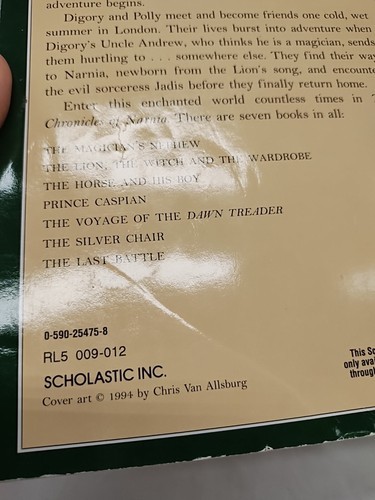 adventure begins.
Digory and Polly meet and become friends one cold, wet
summer in London. Their lives burst into adventure when
Digory's Uncle Andrew, who thinks he is a magician, sends
them hurtling to . . . somewhere else. They find their way
to Narnia, newborn from the Lion's song, and encounte
the evil sorceress Jadis before they finally return home.
Enter this enchanted world countless times in T
Chronicles of Narnia. There are seven books in all:
THE MAGICIAN'S NEPHEW
THE LION, THE WITCH AND THE WARDROBE
THE HORSE AND HIS BOY
PRINCE CASPIAN
THE VOYAGE OF THE DAWN TREADER
THE SILVER CHAIR
THE LAST BATTLE
0-590-25475-8
RL5 009-012
This Sc
only ava
through
SCHOLASTIC INC.
Cover art © 1994 by Chris Van Allsburg